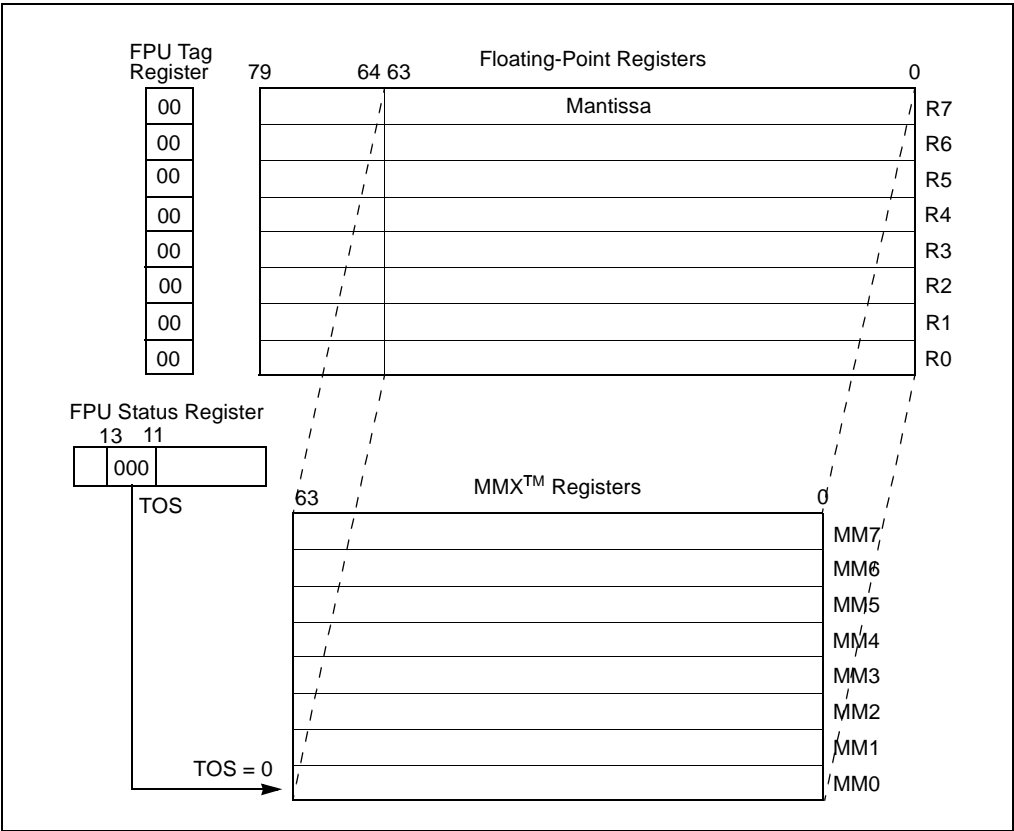 FPU Tag
Register
79
64 63
Floating-Point Registers
0
00
Mantissa
R7
00
R6
00
R5
00
R4
00
R3
00
R2
00
R1
00
R0
FPU Status Register
13 11
000
TOS
63
MMX™ Registers
0
MM7
MM6
MM5
MM4
MM3
MM2
MM1
TOS = 0
MM0